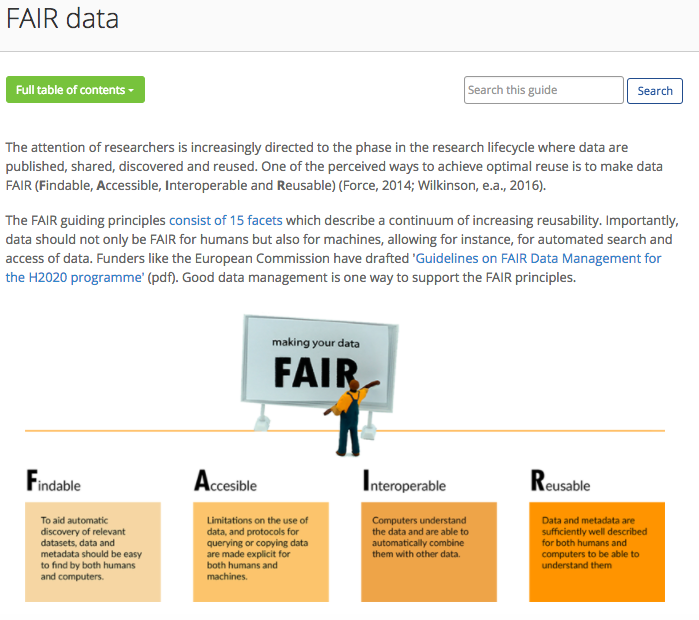 FAIR data
Full table of contents
Search this guide
Search
The attention of researchers is increasingly directed to the phase in the research lifecycle where data are
published, shared, discovered and reused. One of the perceived ways to achieve optimal reuse is to make data
FAIR (Findable, Accessible, Interoperable and Reusable) (Force, 2014; Wilkinson, e.a., 2016).
The FAIR guiding principles consist of 15 facets which describe a continuum of increasing reusability. Importantly,
data should not only be FAIR for humans but also for machines, allowing for instance, for automated search and
access of data. Funders like the European Commission have drafted 'Guidelines on FAIR Data Management for
the H2020 programme' (pdf). Good data management is one way to support the FAIR principles.
making your data
FAIR
Findable
To aid automatic
discovery of relevant
datasets, data and
metadata should be easy
to find by both humans
and computers.
Accesible
Limitations on the use of
data, and protocols for
querying or copying data
are made explicit for
both humans and
machines.
Interoperable
Computers understand
the data and are able to
automatically combine
them with other data.
Reusable
Data and metadata are
sufficiently well described
for both humans and
computers to be able to
understand them